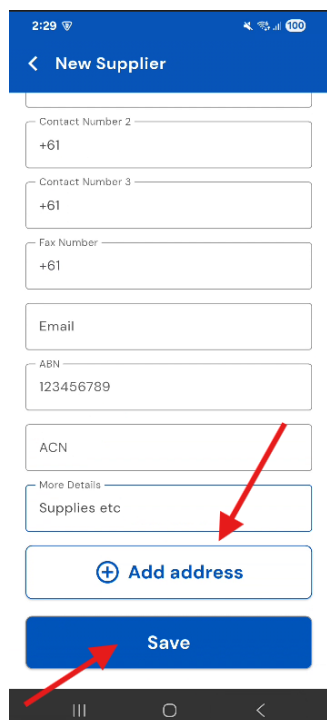 2:29
100
New Supplier
Contact Number 2
+61
Contact Number 3
+61
Fax Number
+61
Email
ABN
123456789
ACN
More Details
Supplies etc
Add address
Save